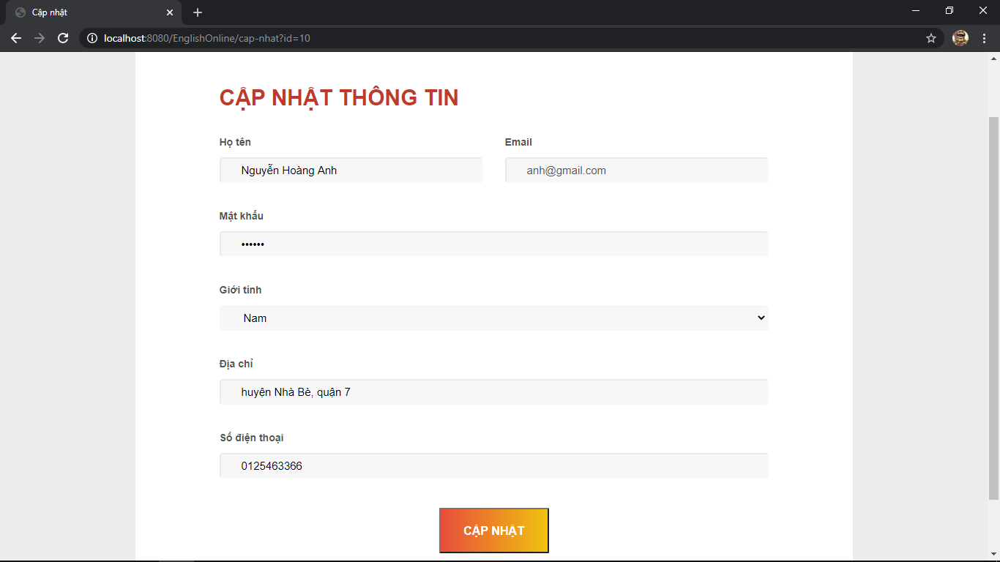 Cập nhật
localhost:8080/EnglishOnline/cap-nhat?id=10
CẬP NHẬT THÔNG TIN
Họ tên
Email
Nguyễn Hoàng Anh
anh@gmail.com
Mật khẩu
••••••
Giới tính
Nam
Địa chỉ
huyện Nhà Bè, quận 7
Số điện thoại
0125463366
CẬP NHẬT